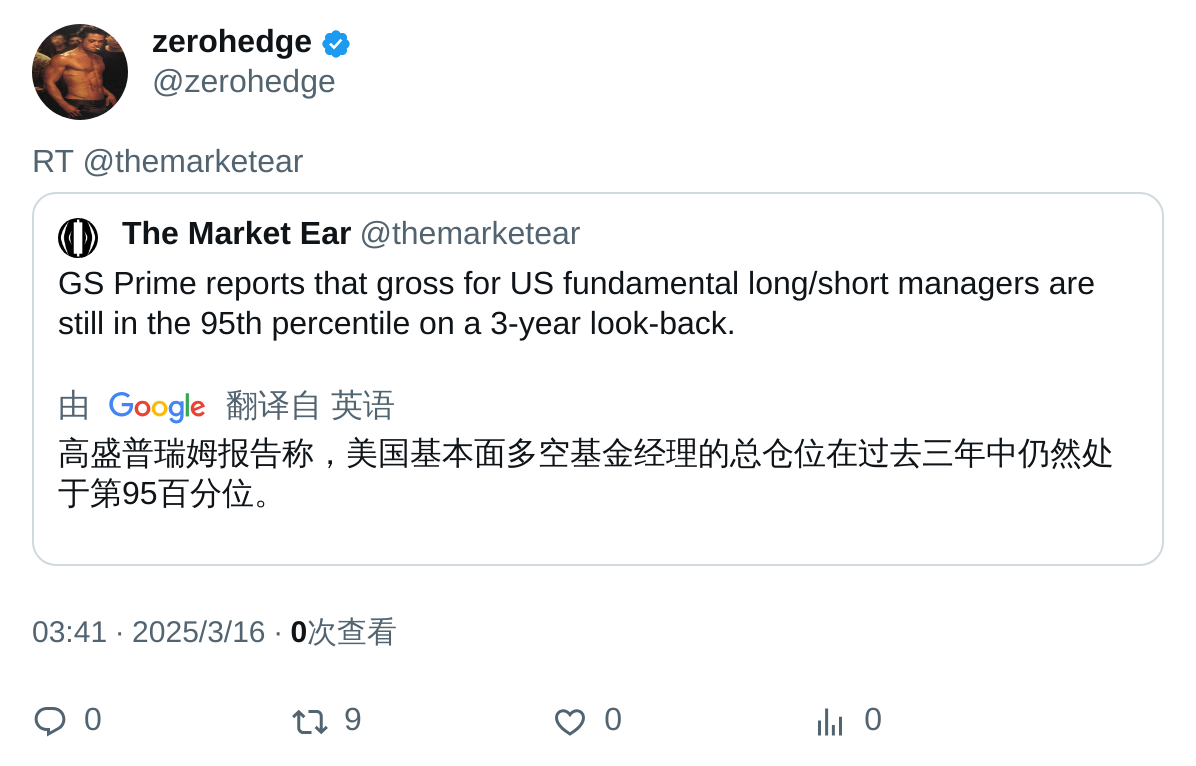 zerohedge
@zerohedge
RT @themarketear
The Market Ear @themarketear
GS Prime reports that gross for US fundamental long/short managers are
still in the 95th percentile on a 3-year look-back.
由 Google 翻译自 英语
高盛普瑞姆报告称，美国基本面多空基金经理的总仓位在过去三年中仍然处
于第95百分位。
03:41 · 2025/3/16 · 0次查看
0 9 0 0